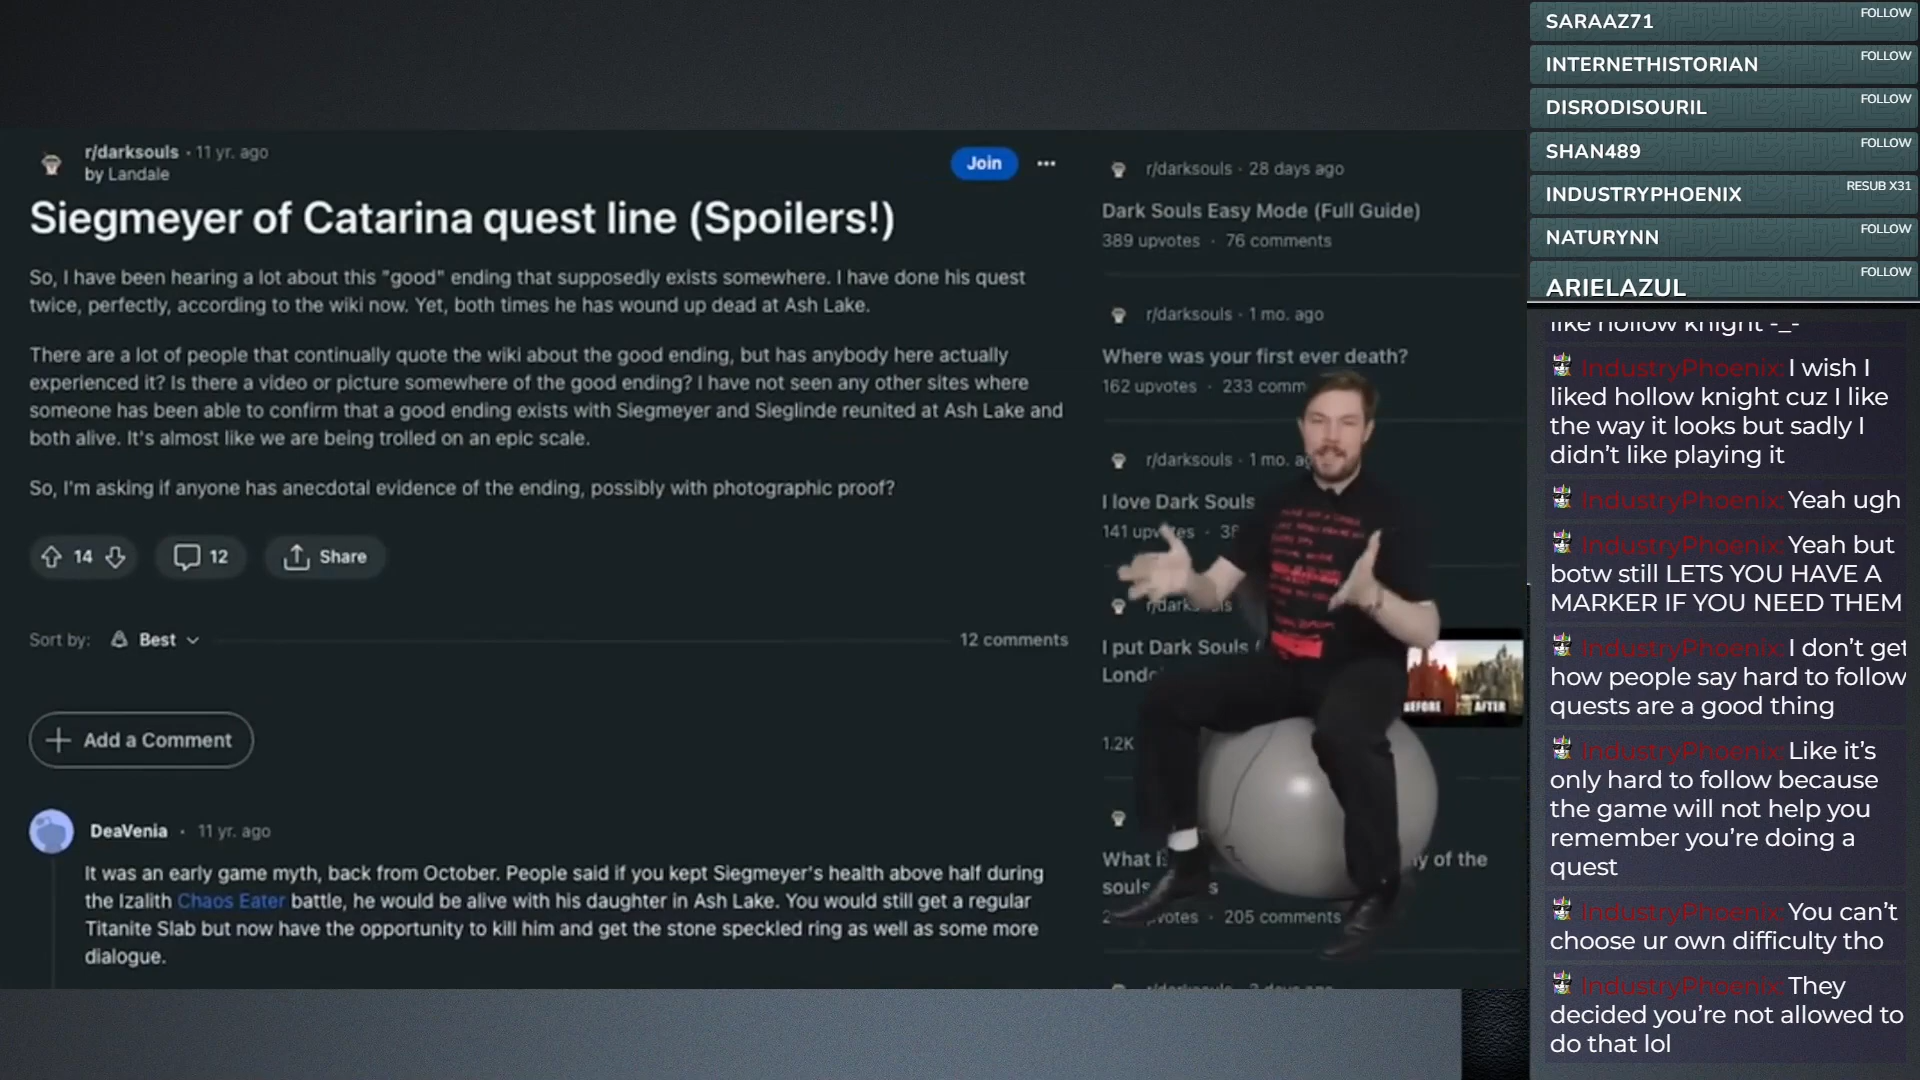 r/darksouls · 11 yr. ago
by Landale
Join
Siegmeyer of Catarina quest line (Spoilers!)
So, I have been hearing a lot about this "good" ending that supposedly exists somewhere. I have done his quest
twice, perfectly, according to the wiki now. Yet, both times he has wound up dead at Ash Lake.
There are a lot of people that continually quote the wiki about the good ending, but has anybody here actually
experienced it? Is there a video or picture somewhere of the good ending? I have not seen any other sites where
someone has been able to confirm that a good ending exists with Siegmeyer and Sieglinde reunited at Ash Lake and
both alive. It's almost like we are being trolled on an epic scale.
So, I'm asking if anyone has anecdotal evidence of the ending, possibly with photographic proof?
14
12
Share
Sort by: Best
12 comments
Add a Comment
DeaVenia · 11 yr. ago
It was an early game myth, back from October. People said if you kept Siegmeyer's health above half during
the Izalith Chaos Eater battle, he would be alive with his daughter in Ash Lake. You would still get a regular
Titanite Slab but now have the opportunity to kill him and get the stone speckled ring as well as some more
dialogue.
r/darksouls · 28 days ago
Dark Souls Easy Mode (Full Guide)
389 upvotes · 76 comments
r/darksouls · 1 mo. ago
Where was your first ever death?
162 upvotes · 233 comm
r/darksouls · 1 mo.
I love Dark Souls
141
I put Dark Souls
BEFORE AFTER
1.2K
of the
souls
205 comments
SARAAZ71 FOLLOW
INTERNETHISTORIAN FOLLOW
DISRODISOURIL FOLLOW
SHAN489 FOLLOW
INDUSTRYPHOENIX RESUB X31
NATURYNN FOLLOW
ARIELAZUL FOLLOW
like hollow knight -_-
IndustryPhoenix: I wish I
liked hollow knight cuz I like
the way it looks but sadly I
didn't like playing it
IndustryPhoenix: Yeah ugh
IndustryPhoenix: Yeah but
botw still LETS YOU HAVE A
MARKER IF YOU NEED THEM
IndustryPhoenix: I don't get
how people say hard to follow
quests are a good thing
IndustryPhoenix: Like it's
only hard to follow because
the game will not help you
remember you're doing a
quest
IndustryPhoenix: You can't
choose ur own difficulty tho
IndustryPhoenix: They
decided you're not allowed to
do that lol